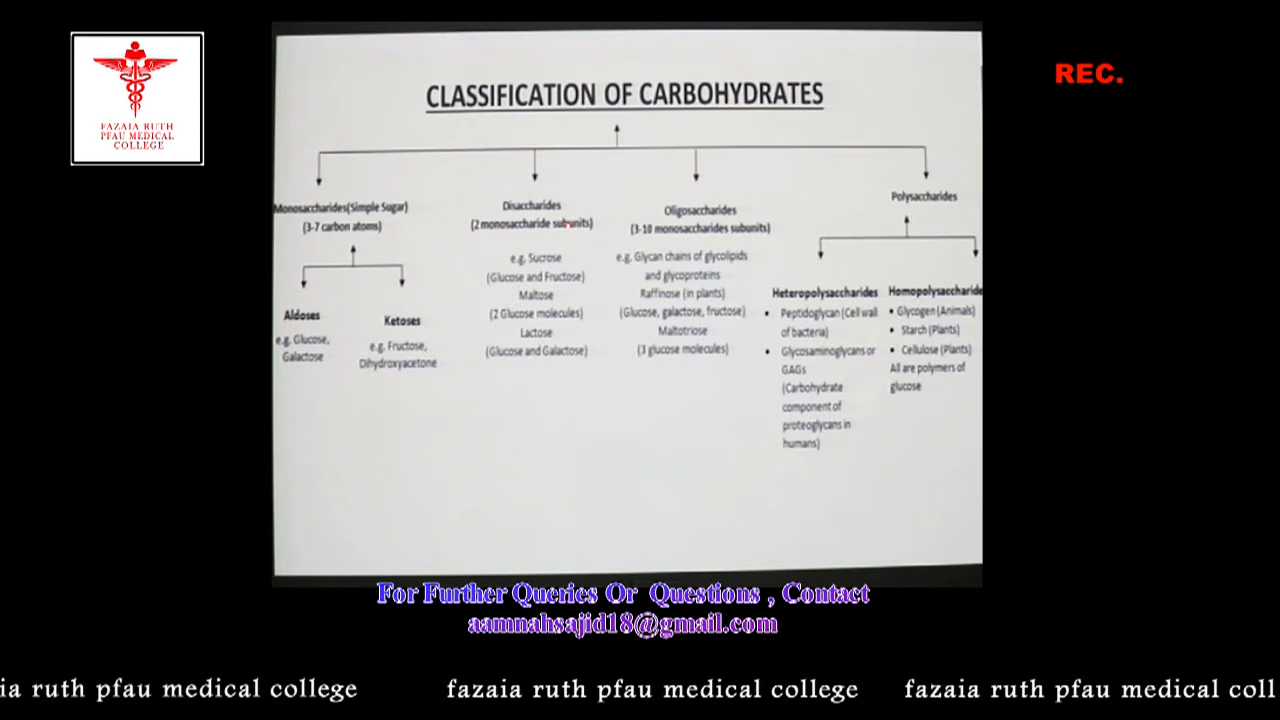 FAZAIA RUTH
PFAU MEDICAL
COLLEGE
REC.
CLASSIFICATION OF CARBOHYDRATES
Monosaccharides(Simple Sugar)
(3-7 carbon atoms)
Aldoses
e.g. Glucose,
Galactose
Ketoses
e.g. Fructose,
Dihydroxyacetone
Disaccharides
(2 monosaccharide subunits)
e.g. Sucrose
(Glucose and Fructose)
Maltose
(2 Glucose molecules)
Lactose
(Glucose and Galactose)
Oligosaccharides
(3-10 monosaccharides subunits)
e.g. Glycan chains of glycolipids
and glycoproteins
Raffinose (in plants)
(Glucose, galactose, fructose)
Maltotriose
(3 glucose molecules)
Polysaccharides
Heteropolysaccharides
• Peptidoglycan (Cell wall
of bacteria)
• Glycosaminoglycans or
GAGs
(Carbohydrate
component of
proteoglycans in
humans)
Homopolysaccharide
• Glycogen (Animals)
• Starch (Plants)
• Cellulose (Plants)
All are polymers of
glucose
For Further Queries Or Questions , Contact
aamnahsajid18@gmail.com
ia ruth pfau medical college fazaia ruth pfau medical college fazaia ruth pfau medical coll